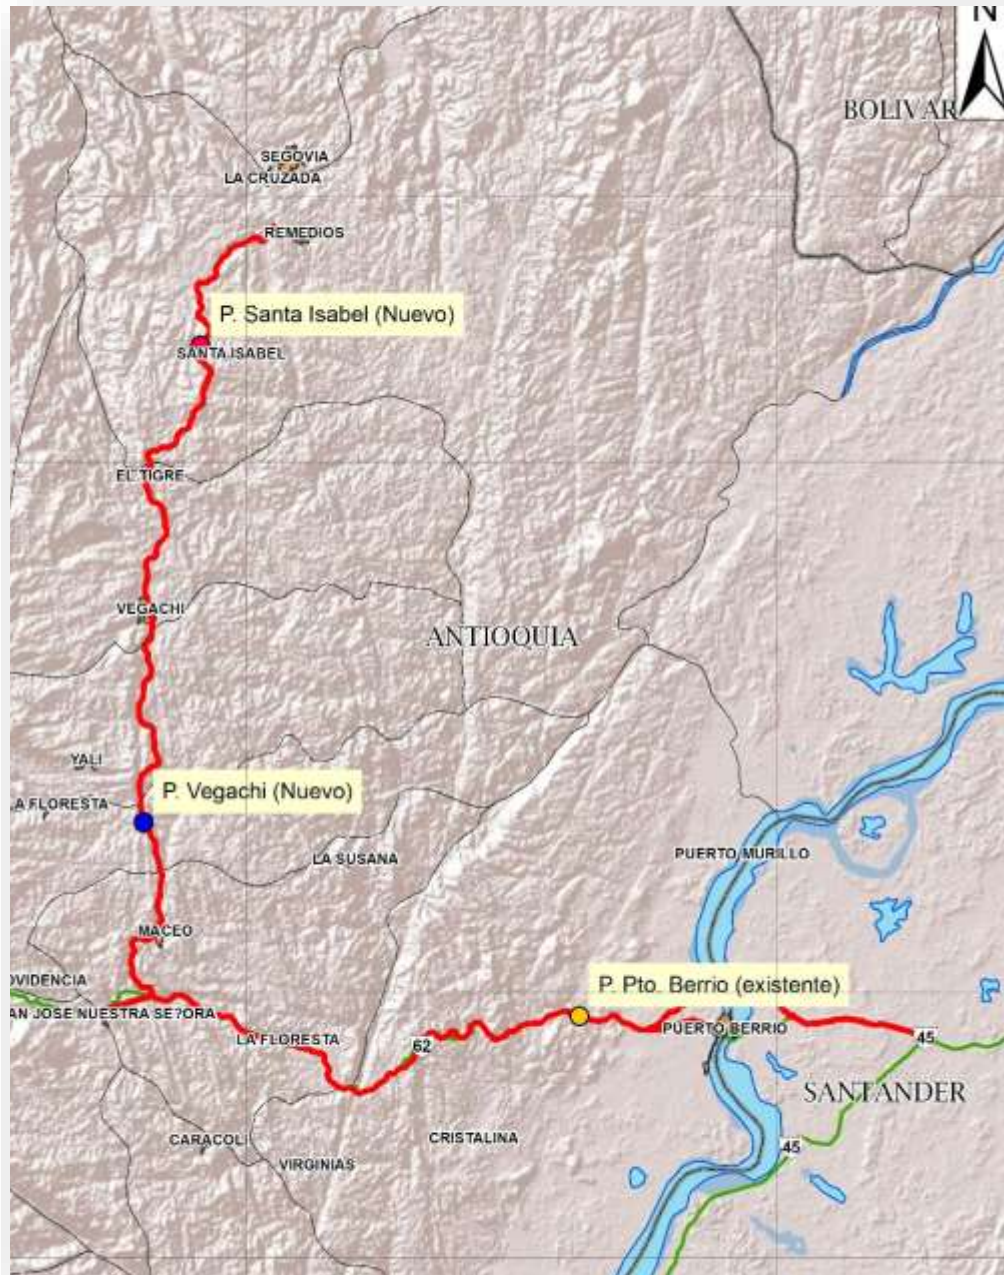 N
BOLIVAR
SEGOVIA
LA CRUZADA
REMEDIOS
P. Santa Isabel (Nuevo)
SANTA ISABEL
EL TIGRE
VEGACHI
ANTIOQUIA
YALI
P. Vegachi (Nuevo)
A FLORESTA
LA SUSANA
PUERTO MURILLO
MACEO
OVIDENCIA
P. Pto. Berrio (existente)
AN JOSE NUESTRA SE?ORA
PUERTO BERRIO
LA FLORESTA
62
45
SANTANDER
CARACOLI
CRISTALINA
45
VIRGINIAS